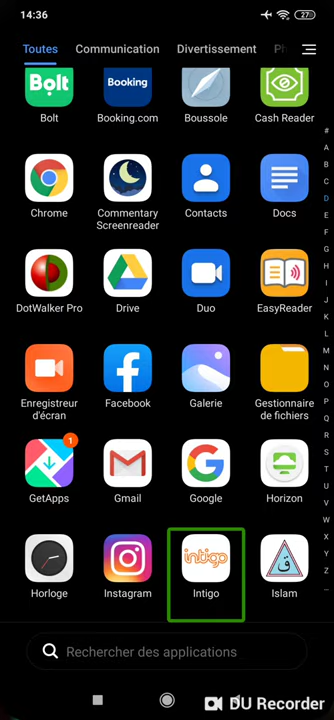 14:36
27
Toutes Communication Divertissement Ph
Bolt
Booking
Bolt Booking.com Boussole Cash Reader
#
A
B
C
D
E
F
G
H
I
J
K
L
M
N
O
P
Q
R
S
T
U
V
W
X
Y
Z
Chrome Commentary Screenreader Contacts Docs
DotWalker Pro Drive Duo EasyReader
Enregistreur d'écran Facebook Galerie Gestionnaire de fichiers
1
GetApps Gmail Google Horizon
intigo
ق
Horloge Instagram Intigo Islam
Rechercher des applications
DU Recorder